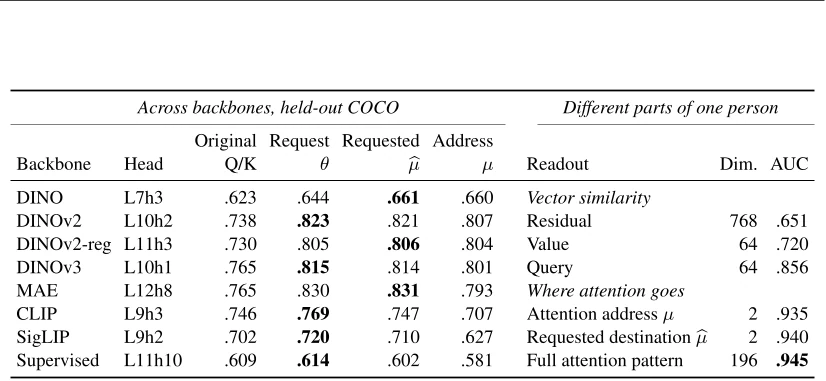 Across backbones, held-out COCO Different parts of one person
Original Request Requested Address
Backbone Head Q/K θ μ̂ μ Readout Dim. AUC
DINO L7h3 .623 .644 .661 .660 Vector similarity
DINOv2 L10h2 .738 .823 .821 .807 Residual 768 .651
DINOv2-reg L11h3 .730 .805 .806 .804 Value 64 .720
DINOv3 L10h1 .765 .815 .814 .801 Query 64 .856
MAE L12h8 .765 .830 .831 .793 Where attention goes
CLIP L9h3 .746 .769 .747 .707 Attention address μ 2 .935
SigLIP L9h2 .702 .720 .710 .627 Requested destination μ̂ 2 .940
Supervised L11h10 .609 .614 .602 .581 Full attention pattern 196 .945